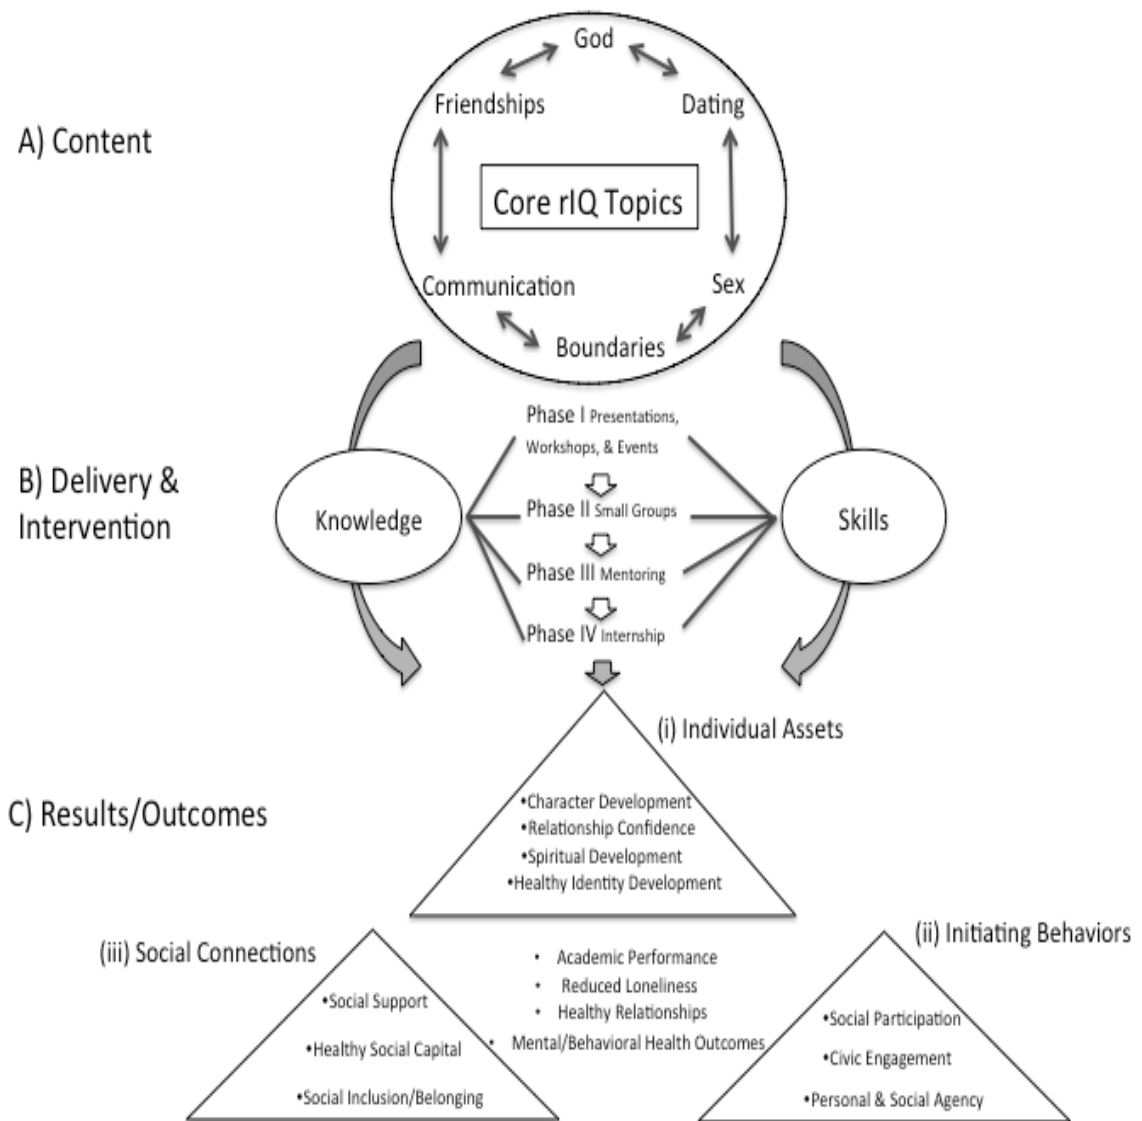 God
Friendships
Dating
A) Content
Core rIQ Topics
Communication
Sex
Boundaries
Phase I Presentations,
Workshops, & Events
B) Delivery &
Intervention
Knowledge
Phase II Small Groups
Skills
Phase III Mentoring
Phase IV Internship
(i) Individual Assets
C) Results/Outcomes
•Character Development
•Relationship Confidence
•Spiritual Development
•Healthy Identity Development
(iii) Social Connections
(ii) Initiating Behaviors
• Academic Performance
• Reduced Loneliness
• Healthy Relationships
• Mental/Behavioral Health Outcomes
•Social Support
•Healthy Social Capital
•Social Inclusion/Belonging
•Social Participation
•Civic Engagement
•Personal & Social Agency